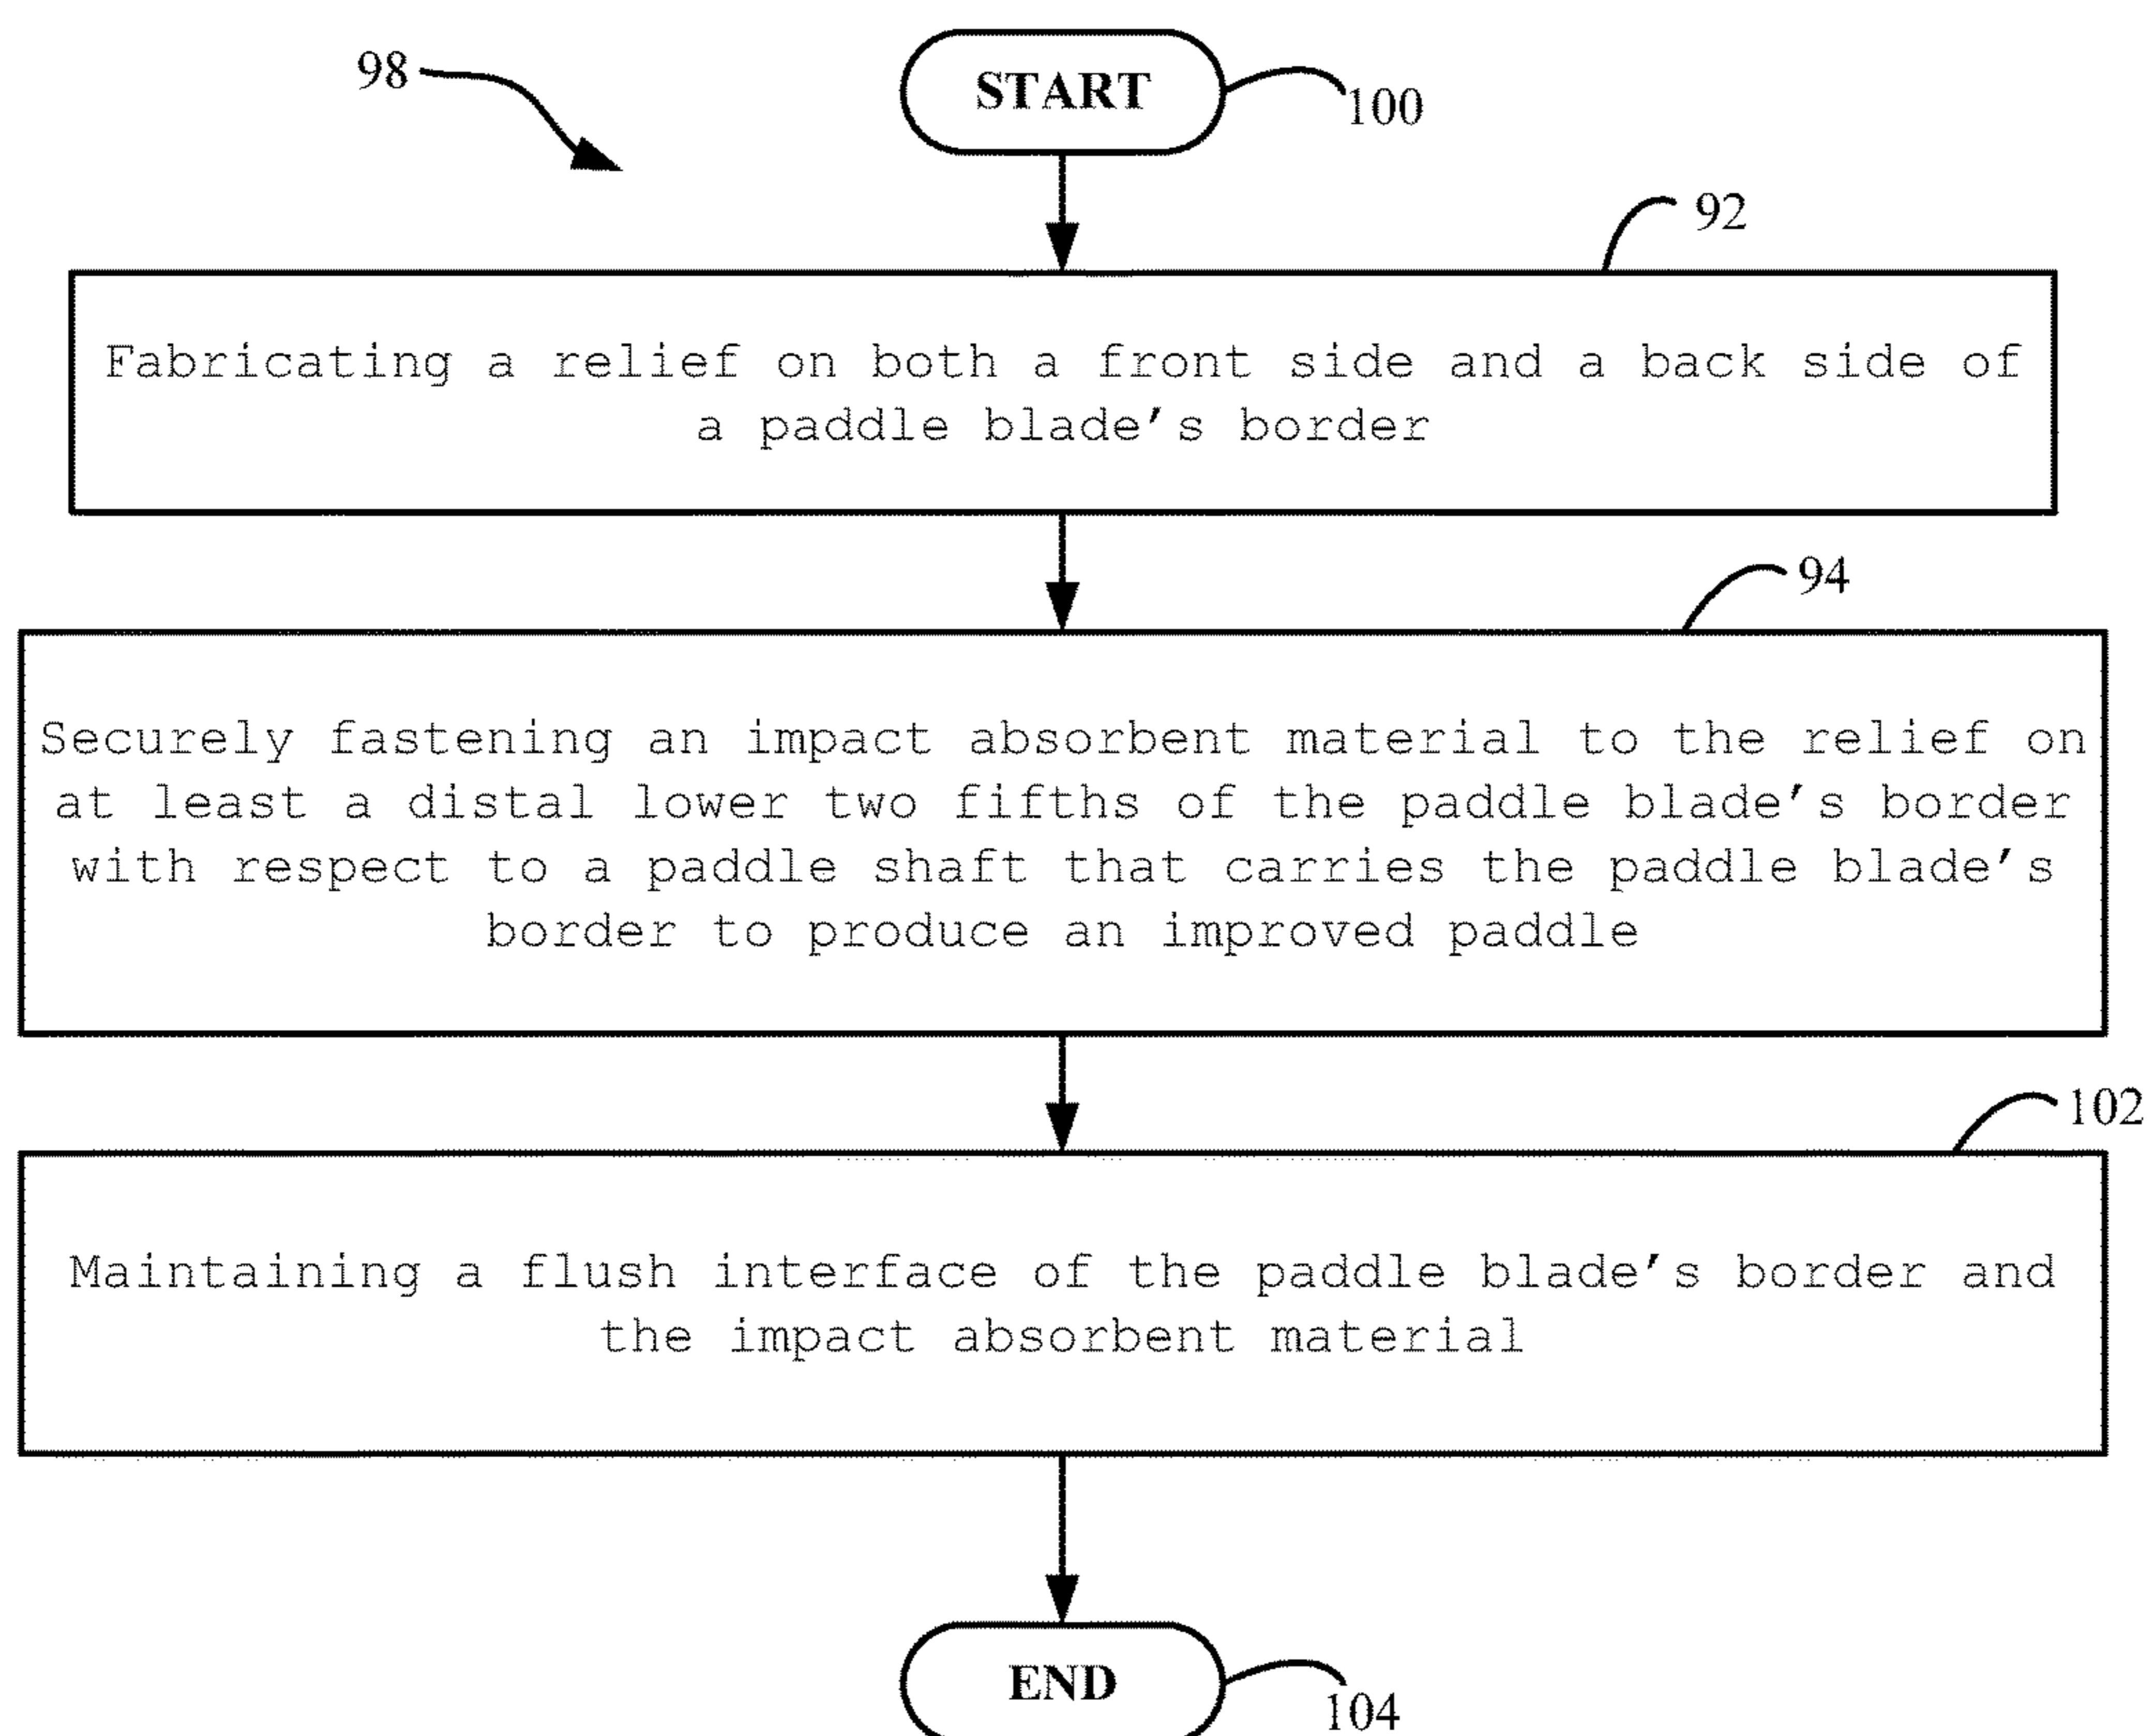 98
START
100
92
Fabricating a relief on both a front side and a back side of
a paddle blade's border
94
Securely fastening an impact absorbent material to the relief on
at least a distal lower two fifths of the paddle blade's border
with respect to a paddle shaft that carries the paddle blade's
border to produce an improved paddle
102
Maintaining a flush interface of the paddle blade's border and
the impact absorbent material
END
104